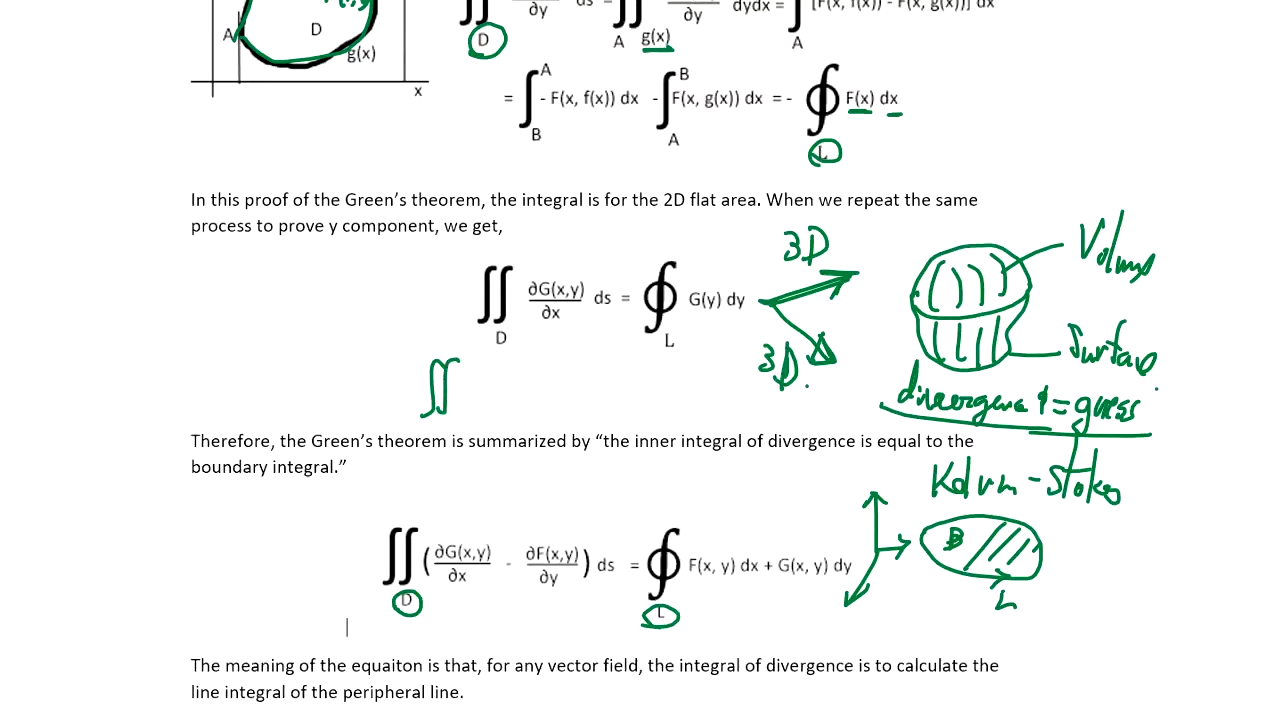 A D g(x) x
∬ D ∂y ds = ∬ A g(x) ∂y dydx = ∫ A [F(x, f(x)) - F(x, g(x))] dx
= ∫ B A - F(x, f(x)) dx - ∫ A B F(x, g(x)) dx = - ∮ L F(x) dx
In this proof of the Green's theorem, the integral is for the 2D flat area. When we repeat the same
process to prove y component, we get,
3D
Volume
∬ D ∂G(x,y)/∂x ds = ∮ L G(y) dy
3D.
Surface
∬
divergence
Therefore, the Green's theorem is summarized by “the inner integral of divergence is equal to the
boundary integral.”
Stokes
∬ D (∂G(x,y)/∂x - ∂F(x,y)/∂y) ds = ∮ L F(x, y) dx + G(x, y) dy
L
The meaning of the equaiton is that, for any vector field, the integral of divergence is to calculate the
line integral of the peripheral line.